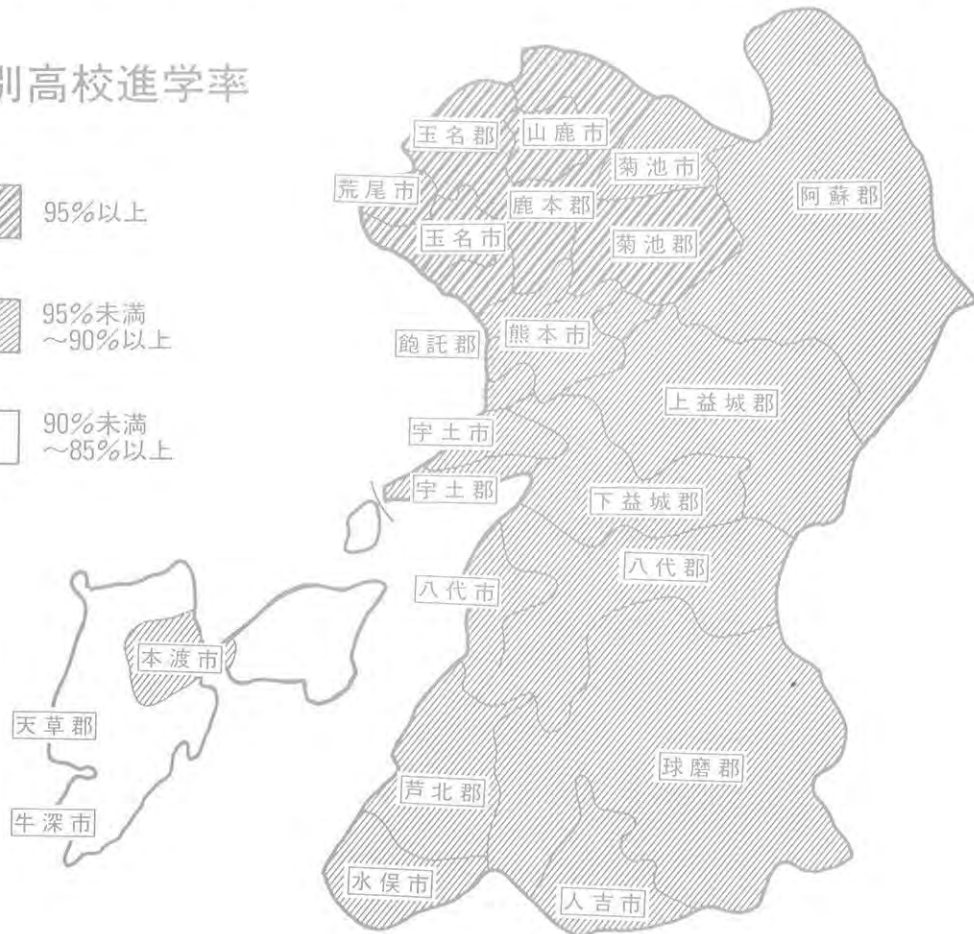 別高校進学率
95%以上
95%未満
～90%以上
90%未満
～85%以上
玉名郡
山鹿市
菊池市
阿蘇郡
荒尾市
鹿本郡
玉名市
菊池郡
飽託郡
熊本市
上益城郡
宇土市
宇土郡
下益城郡
八代市
八代郡
本渡市
天草郡
球磨郡
芦北郡
牛深市
水俣市
人吉市